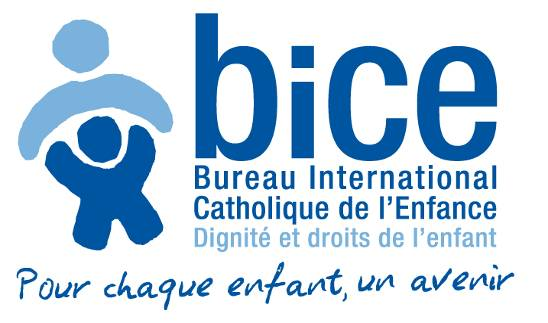 bice
Bureau International
Catholique de l'Enfance
Dignité et droits de l'enfant
Pour chaque enfant, un avenir